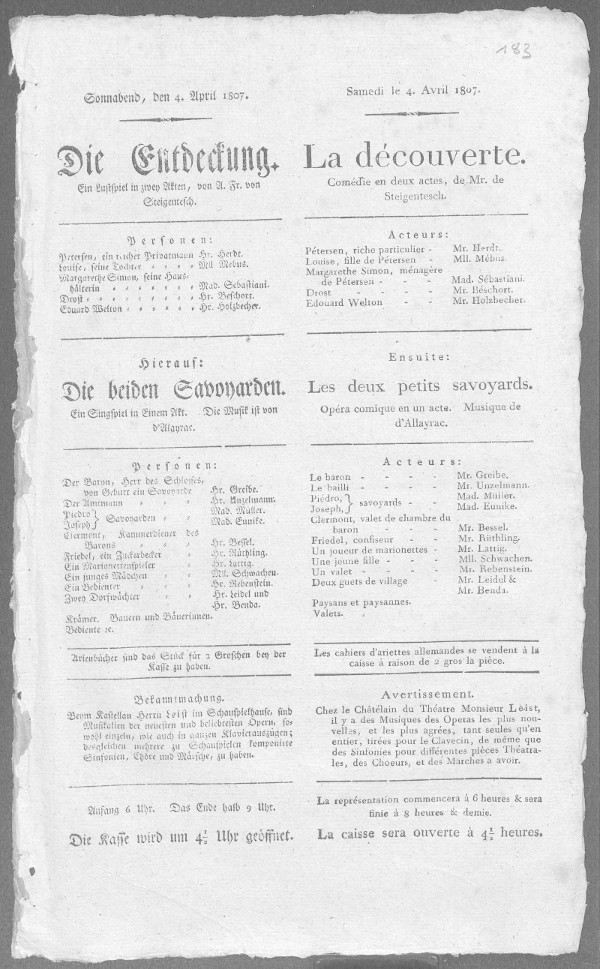 183
Sonnabend, den 4. April 1807.
Die Entdeckung.
Ein Lustspiel in zwey Akten, von A. Fr. von
Steigentesch.
Personen:
Petersen, ein reicher Privatmann Hr. Herdt.
Louise, seine Tochter - - - Mll. Mebus.
Margarethe Simon, seine Haus-
hälterin - - - - - - Mad. Sebastiani.
Drost - - - - - - - Hr. Beschort.
Eduard Welton - - - - - Hr. Holzbecher.
Hierauf:
Die beiden Savoyarden.
Ein Singspiel in Einem Akt. Die Musik ist von
d'Alayrac.
Personen:
Der Baron, Herr des Schlosses,
von Geburt ein Savoyarde Hr. Greibe.
Der Amtmann - - Hr. Unzelmann.
Piedro } Savoyarden - - Mad. Müller.
Joseph } Mad. Eunike.
Clermont, Kammerdiener des
Barons - - - Hr. Bessel.
Friedel, ein Zuckerbecker - Hr. Rüthling.
Ein Marionettenspieler - Hr. Lattig.
Ein junges Mädchen - - Mll. Schwachen.
Ein Bedienter - - - Hr. Rebenstein.
Zwey Dorfwächter - - Hr. Leidel und
Hr. Benda.
Krämer. Bauern und Bäuerinnen.
Bediente ꝛc.
Arienbücher sind das Stück für 2 Groschen bey der
Kasse zu haben.
Bekanntmachung.
Beym Kastellan Herrn Leist im Schauspielhause, sind
Musikalien der neuesten und beliebtesten Opern, so-
wohl einzeln, wie auch in ganzen Klavierauszügen;
desgleichen mehrere zu Schauspielen komponirte
Sinfonien, Chöre und Märsche, zu haben.
Anfang 6 Uhr. Das Ende halb 9 Uhr.
Die Kasse wird um 4½ Uhr geöffnet.
Samedi le 4. Avril 1807.
La découverte.
Comédie en deux actes, de Mr. de
Steigentesch.
Acteurs:
Pétersen, riche particulier - Mr. Herdt.
Louise, fille de Pétersen - Mll. Mébus.
Margarethe Simon, ménagère
de Pétersen - - - Mad. Sébastiani.
Drost - - - - - Mr. Béschort.
Edouard Welton - - - Mr. Holzbecher.
Ensuite:
Les deux petits savoyards.
Opéra comique en un acte. Musique de
d'Allayrac.
Acteurs:
Le baron - - - - Mr. Greibe.
Le bailli - - - - Mr. Unzelmann.
Piédro, } savoyards - - Mad. Müller.
Joseph, } Mad. Eunike.
Clermont, valet de chambre du
baron - - - Mr. Bessel.
Friedel, confiseur - - Mr. Rüthling.
Un joueur de marionettes - Mr. Lattig.
Une jeune fille - - - Mll. Schwachen.
Un valet - - - - Mr. Rebenstein.
Deux guets de village - Mr. Leidel &
Mr. Benda.
Paysans et paysannes.
Valets.
Les cahiers d'ariettes allemandes se vendent à la
caisse à raison de 2 gros la pièce.
Avertissement.
Chez le Châtélain du Théatre Monsieur Leist,
il y a des Musiques des Operas les plus nou-
velles, et les plus agrées, tant seules qu'en
entier, tirées pour le Clavecin, de même que
des Sinfonies pour différentes pièces Théatra-
les, des Choeurs, et des Marches a avoir.
La représentation commencera à 6 heures & sera
finie à 8 heures & demie.
La caisse sera ouverte à 4½ heures.